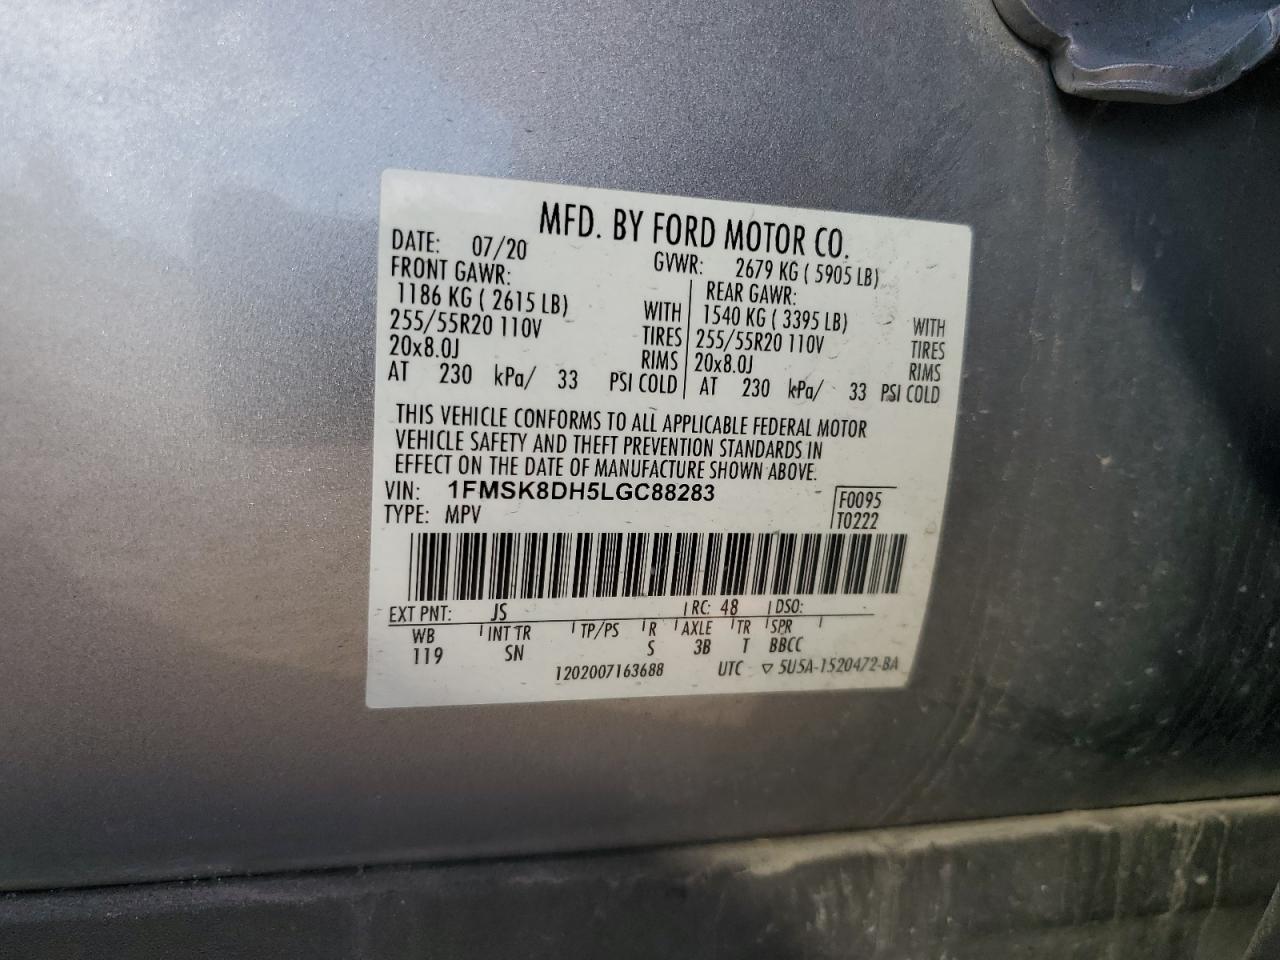 MFD. BY FORD MOTOR CO.
DATE: 07/20 GVWR: 2679 KG ( 5905 LB)
FRONT GAWR: REAR GAWR:
1186 KG ( 2615 LB) WITH 1540 KG ( 3395 LB) WITH
255/55R20 110V TIRES 255/55R20 110V TIRES
20x8.0J RIMS 20x8.0J RIMS
AT 230 kPa/ 33 PSI COLD AT 230 kPa/ 33 PSI COLD
THIS VEHICLE CONFORMS TO ALL APPLICABLE FEDERAL MOTOR
VEHICLE SAFETY AND THEFT PREVENTION STANDARDS IN
EFFECT ON THE DATE OF MANUFACTURE SHOWN ABOVE.
VIN: 1FMSK8DH5LGC88283 F0095
TYPE: MPV T0222
EXT PNT: JS RC: 48 DSO:
WB INT TR TP/PS R AXLE TR SPR
119 SN S 3B T BBCC
1202007163688 UTC ▽ 5U5A-1520472-BA